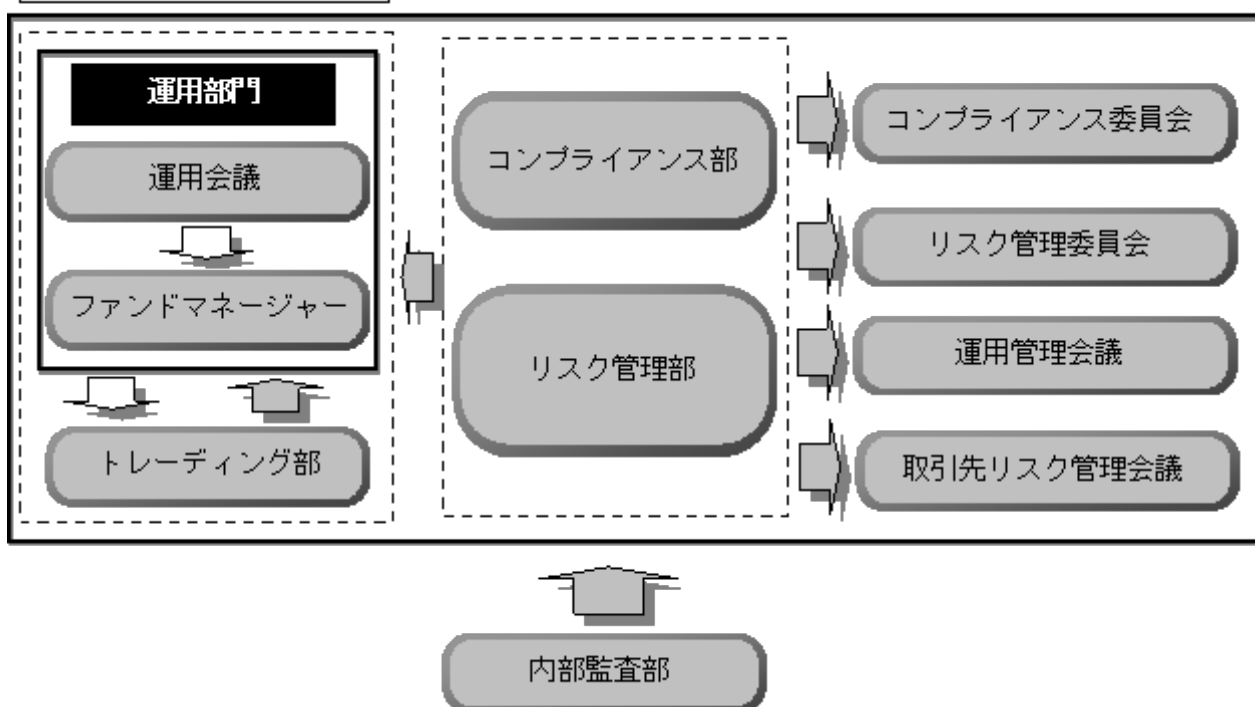 運用部門
運用会議
ファンドマネージャー
トレーディング部
コンプライアンス部
リスク管理部
コンプライアンス委員会
リスク管理委員会
運用管理会議
取引先リスク管理会議
内部監査部